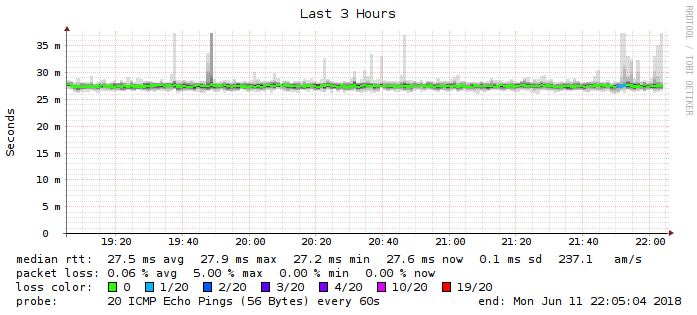 Last 3 Hours
RRDTOOL / TOBI OETIKER
Seconds
35 m
30 m
25 m
20 m
15 m
10 m
5 m
0
19:20 19:40 20:00 20:20 20:40 21:00 21:20 21:40 22:00
median rtt: 27.5 ms avg 27.9 ms max 27.2 ms min 27.6 ms now 0.1 ms sd 237.1 am/s
packet loss: 0.06 % avg 5.00 % max 0.00 % min 0.00 % now
loss color: 0 1/20 2/20 3/20 4/20 10/20 19/20
probe: 20 ICMP Echo Pings (56 Bytes) every 60s end: Mon Jun 11 22:05:04 2018